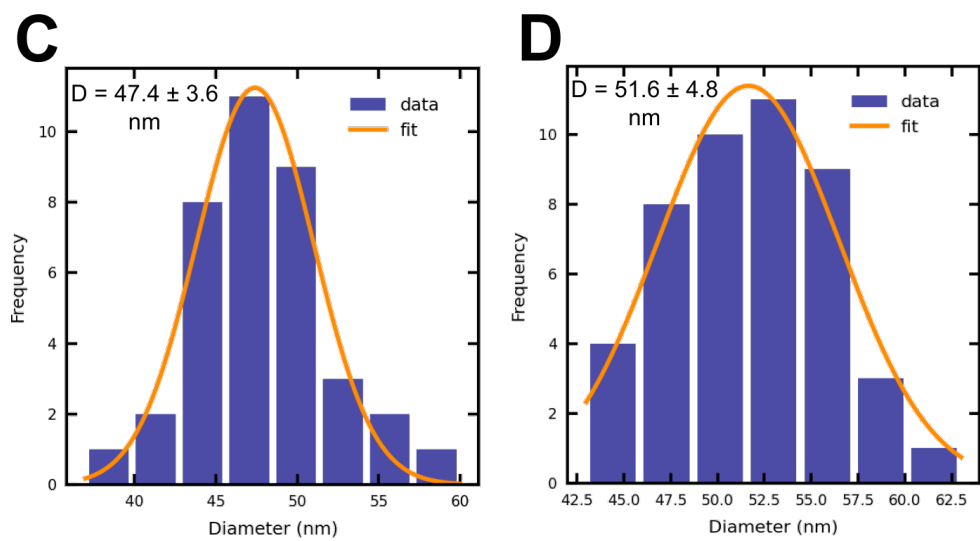 C
D = 47.4 ± 3.6
nm
data
fit
10
8
6
4
2
0
Frequency
40
45
50
55
60
Diameter (nm)
D
D = 51.6 ± 4.8
nm
data
fit
10
8
6
4
2
0
Frequency
42.5
45.0
47.5
50.0
52.5
55.0
57.5
60.0
62.5
Diameter (nm)